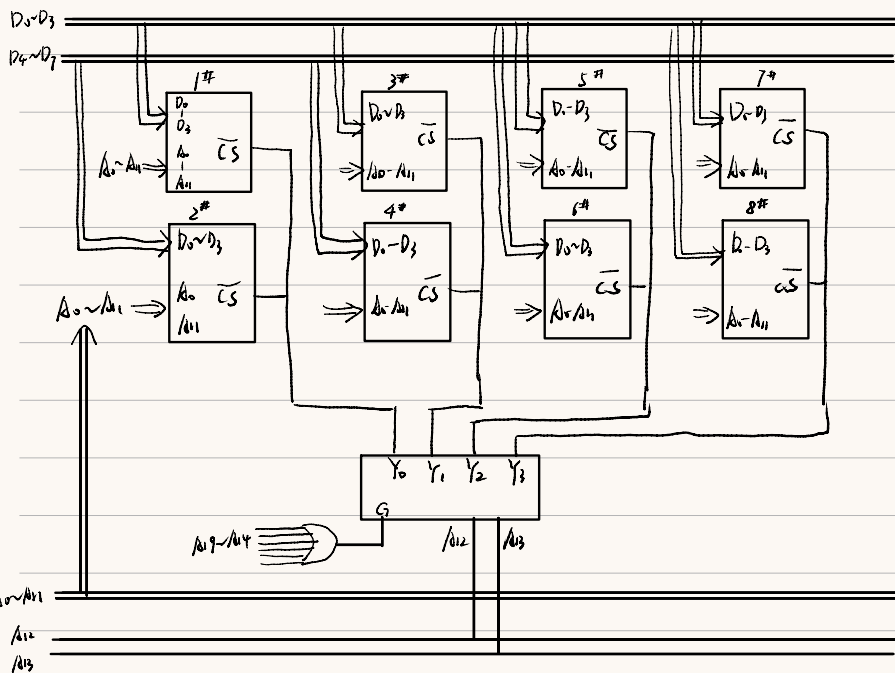 D0~D3
D4~D7
1#
3#
5#
7#
D0
D3
A0
A11
CS
D0~D3
A0-A11
CS
D0-D3
A0-A11
CS
D0-D3
A0-A11
CS
A0~A11
2#
4#
6#
8#
D0~D3
A0
A11
CS
D0-D3
A0-A11
CS
D0~D3
A0-A11
CS
D0-D3
A0-A11
CS
A0~A11
Y0 Y1 Y2 Y3
G
A19~A14
A12
A13
A0~A11
A12
A13